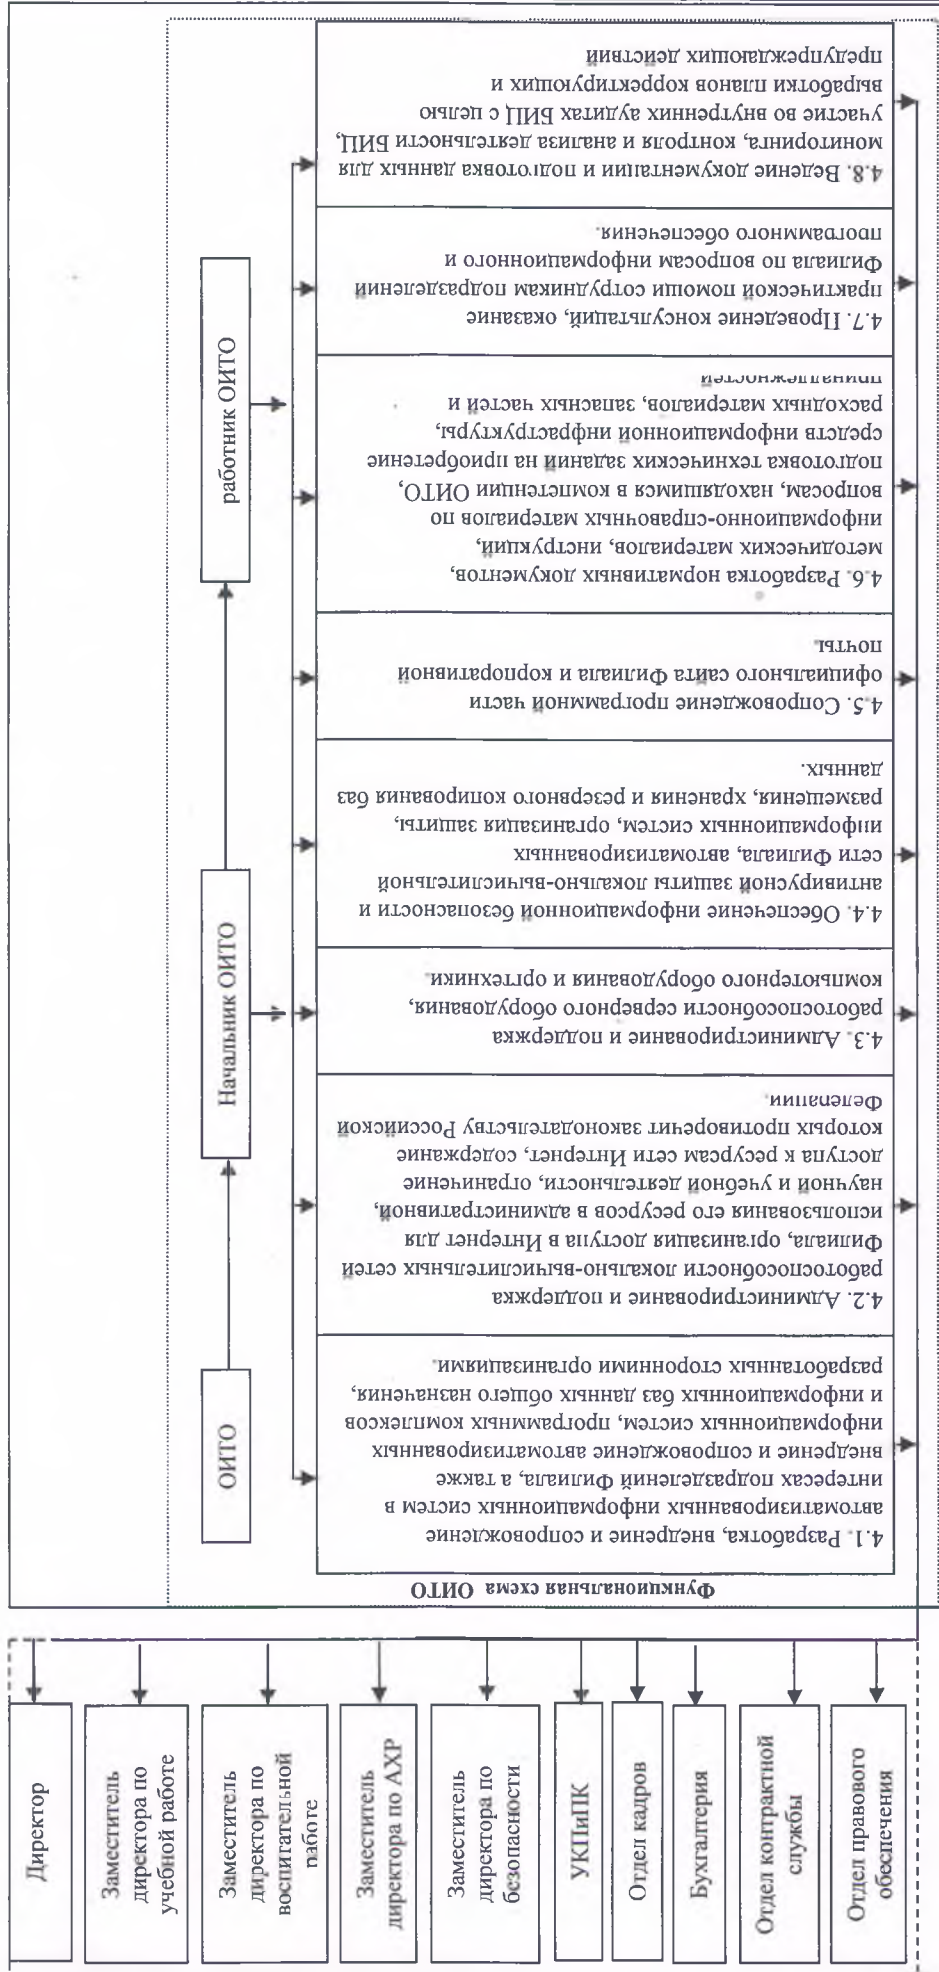 Функциональная схема ОИТО
ОИТО
Начальник ОИТО
работник ОИТО
4.1. Разработка, внедрение и сопровождение
автоматизированных информационных систем в
интересах подразделений Филиала, а также
внедрение и сопровождение автоматизированных
информационных систем, программных комплексов
и информационных баз данных общего назначения,
разработанных сторонними организациями.
4.2. Администрирование и поддержка
работоспособности локально-вычислительных сетей
Филиала, организация доступа в Интернет для
использования его ресурсов в административной,
научной и учебной деятельности, ограничение
доступа к ресурсам сети Интернет, содержание
которых противоречит законодательству Российской
Федерации.
4.3. Администрирование и поддержка
работоспособности серверного оборудования,
компьютерного оборудования и оргтехники.
4.4. Обеспечение информационной безопасности и
антивирусной защиты локально-вычислительной
сети Филиала, автоматизированных
информационных систем, организация защиты,
размещения, хранения и резервного копирования баз
данных.
4.5. Сопровождение программной части
официального сайта Филиала и корпоративной
почты.
4.6. Разработка нормативных документов,
методических материалов, инструкций,
информационно-справочных материалов по
вопросам, находящимся в компетенции ОИТО,
подготовка технических заданий на приобретение
средств информационной инфраструктуры,
расходных материалов, запасных частей и
принадлежностей
4.7. Проведение консультаций, оказание
практической помощи сотрудникам подразделений
Филиала по вопросам информационного и
программного обеспечения.
4.8. Ведение документации и подготовка данных для
мониторинга, контроля и анализа деятельности БИЦ,
участие во внутренних аудитах БИЦ с целью
выработки планов корректирующих и
предупреждающих действий
Директор
Заместитель
директора по
учебной работе
Заместитель
директора по
воспитательной
работе
Заместитель
директора по АХР
Заместитель
директора по
безопасности
УКПиПК
Отдел кадров
Бухгалтерия
Отдел контрактной
службы
Отдел правового
обеспечения